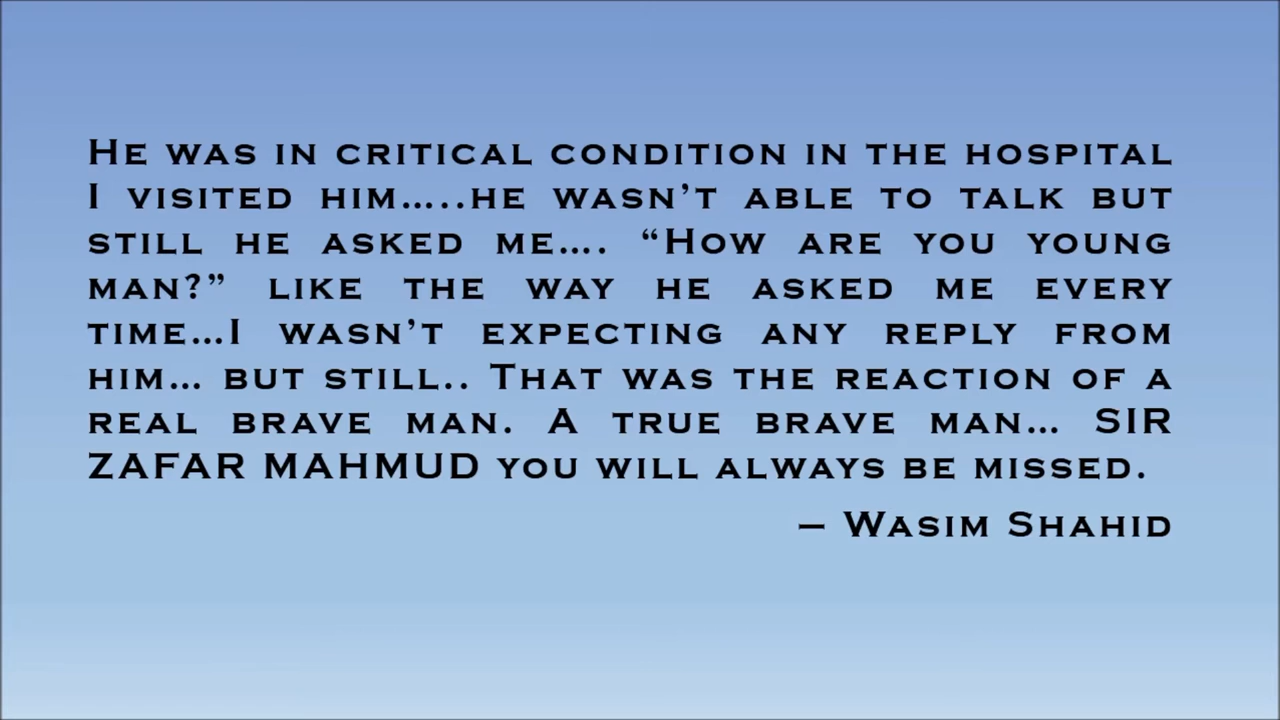 He was in critical condition in the hospital
I visited him…..he wasn’t able to talk but
still he asked me…. “How are you young
man?” like the way he asked me every
time…I wasn’t expecting any reply from
him… but still.. That was the reaction of a
real brave man. A true brave man… SIR
ZAFAR MAHMUD you will always be missed.
– Wasim Shahid